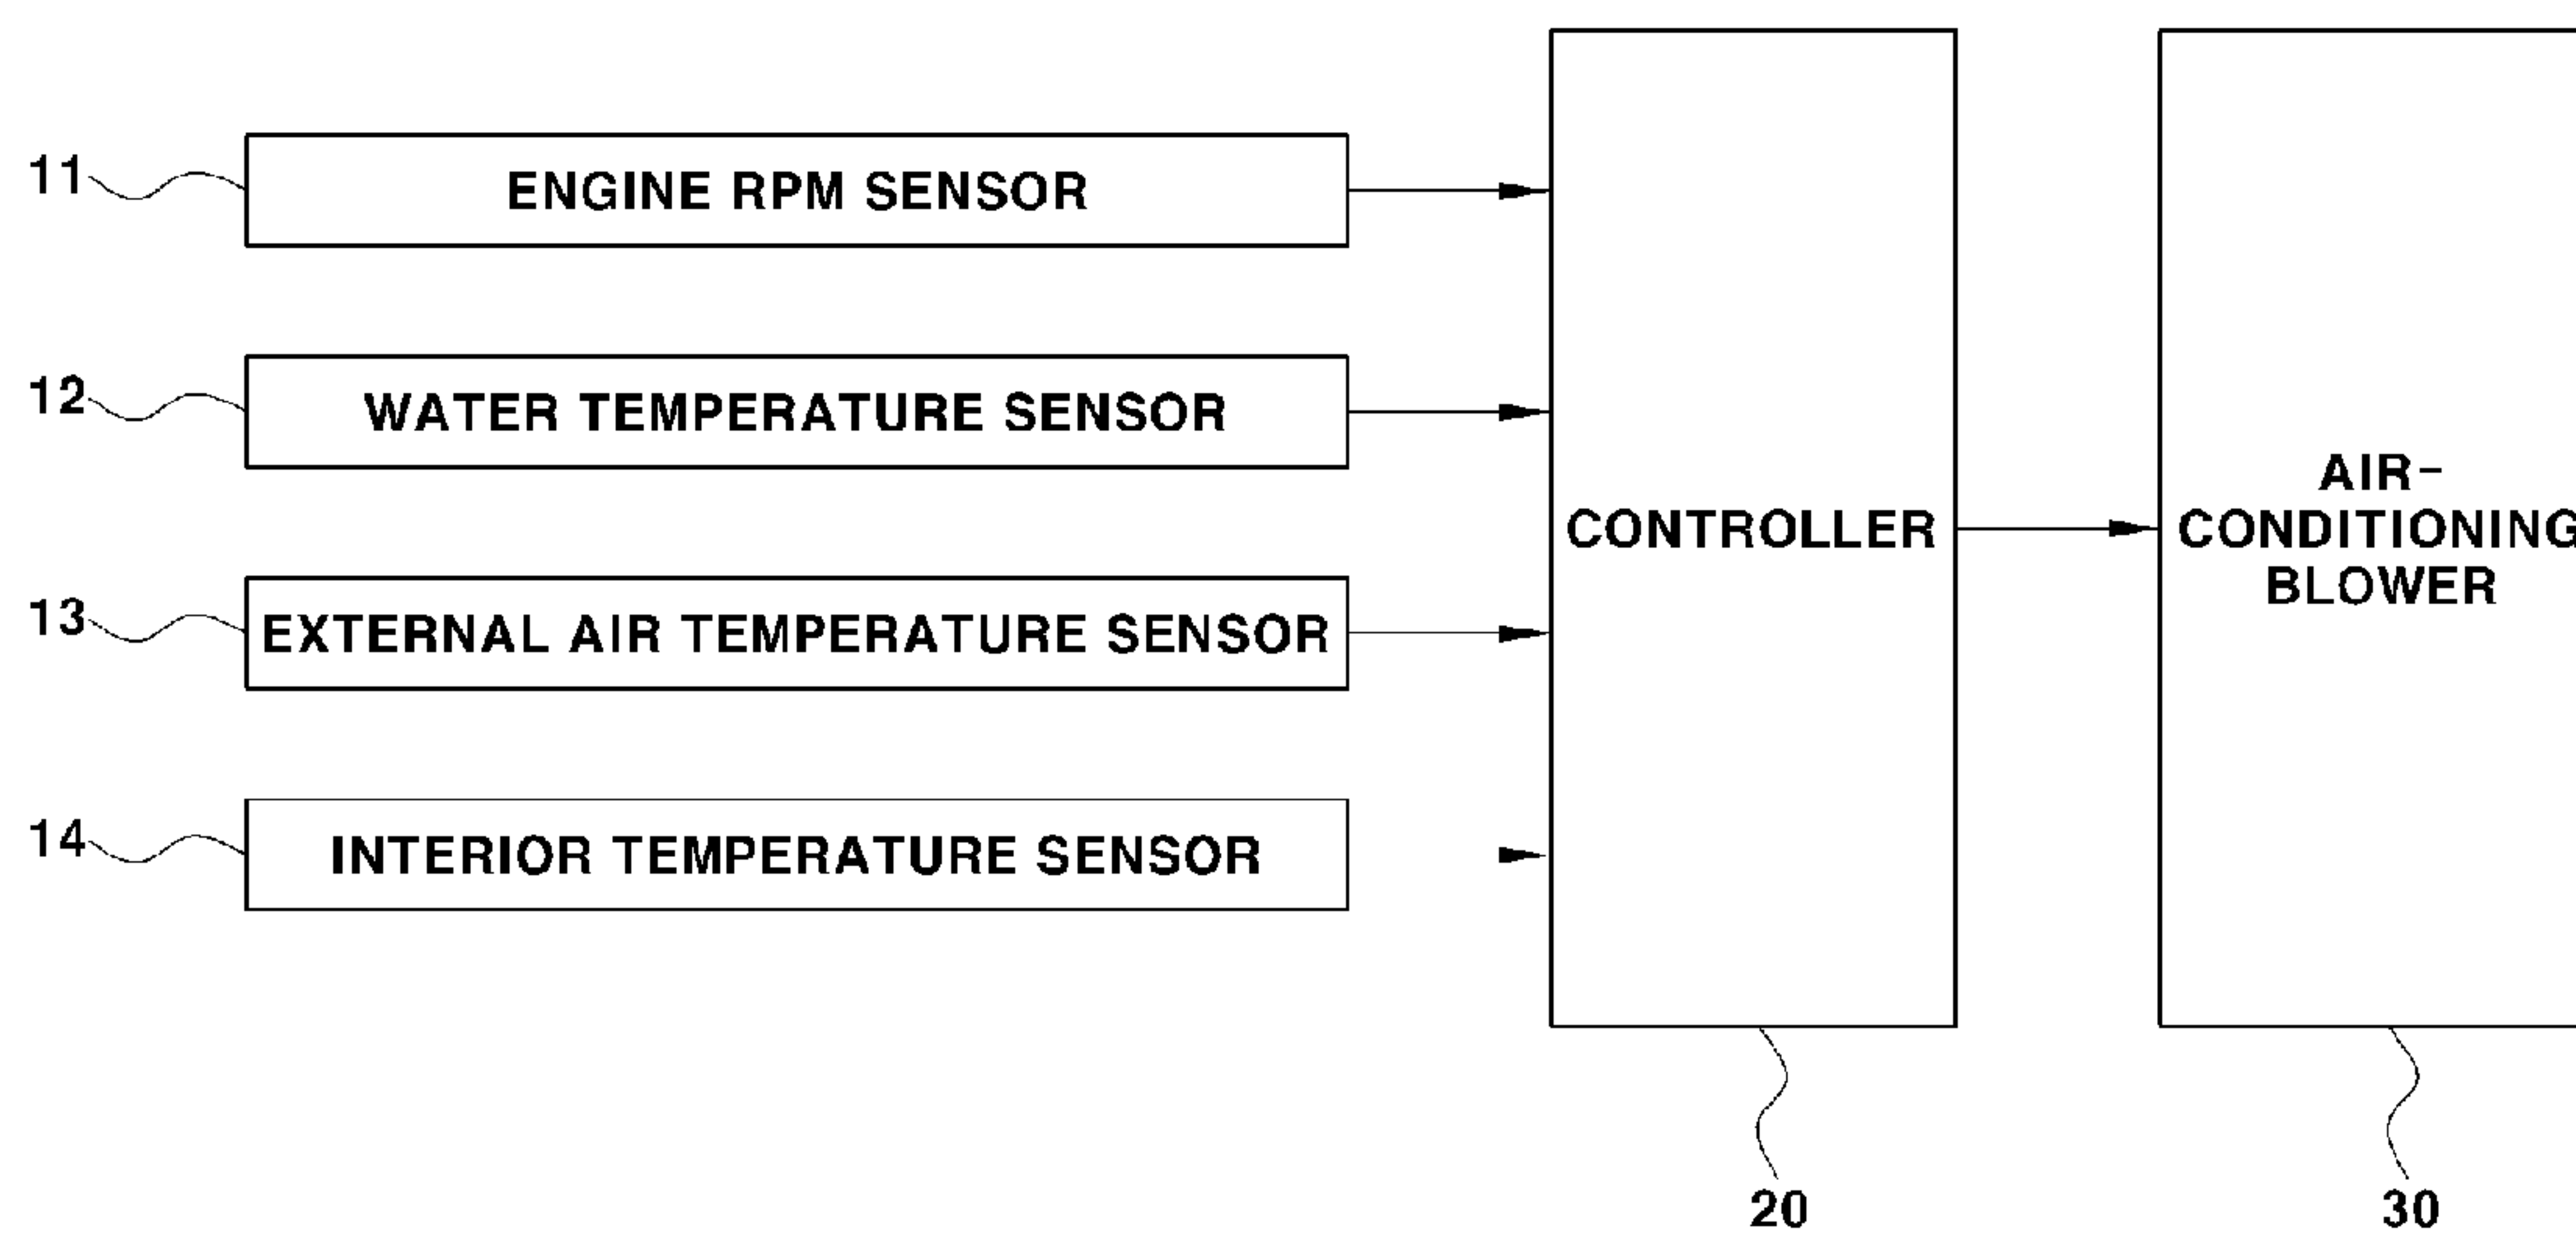 11 ENGINE RPM SENSOR
12 WATER TEMPERATURE SENSOR
13 EXTERNAL AIR TEMPERATURE SENSOR
14 INTERIOR TEMPERATURE SENSOR
CONTROLLER
20
AIR-
CONDITIONING
BLOWER
30